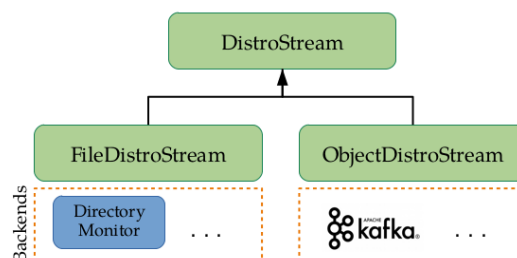 DistroStream
FileDistroStream
ObjectDistroStream
Backends
Directory
Monitor
. . .
APACHE
kafka®
. . .